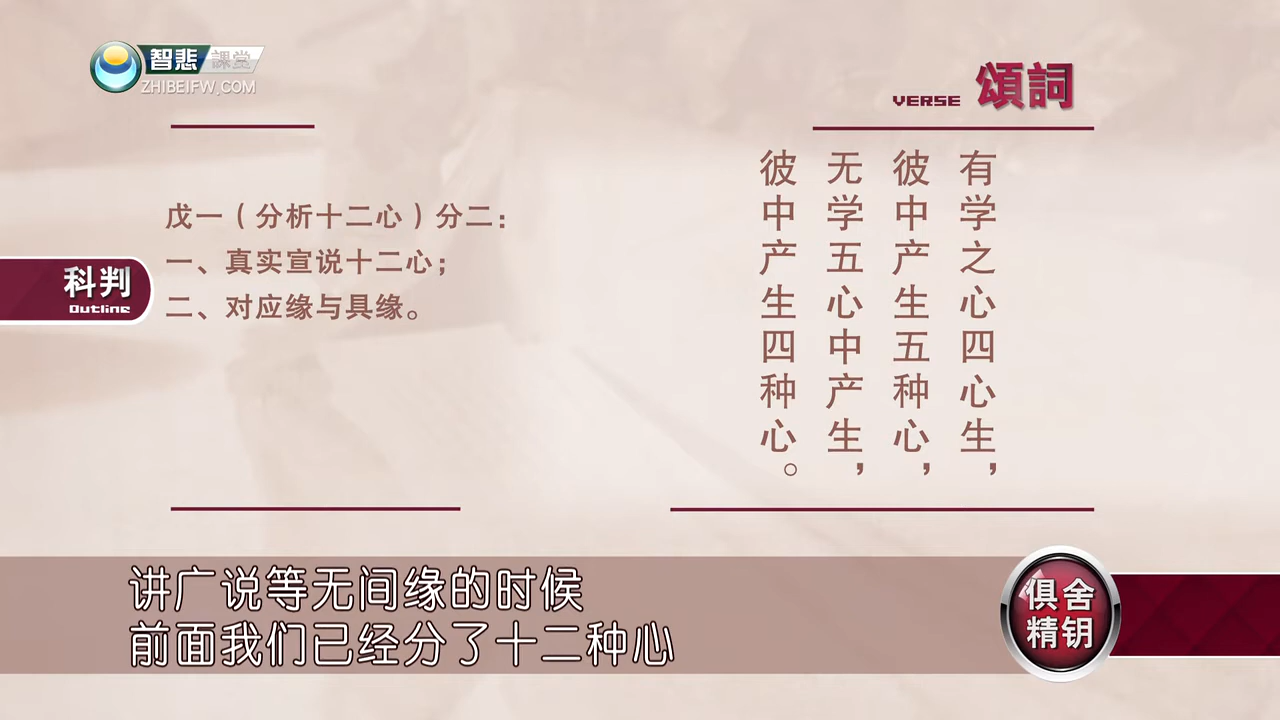 智悲課堂
ZHIBEIFW.COM
VERSE 頌詞
有学之心四心生，
彼中产生五种心，
无学五心中产生，
彼中产生四种心。
科判
Outline
戊一（分析十二心）分二：
一、真实宣说十二心；
二、对应缘与具缘。
讲广说等无间缘的时候
前面我们已经分了十二种心
俱舍
精钥